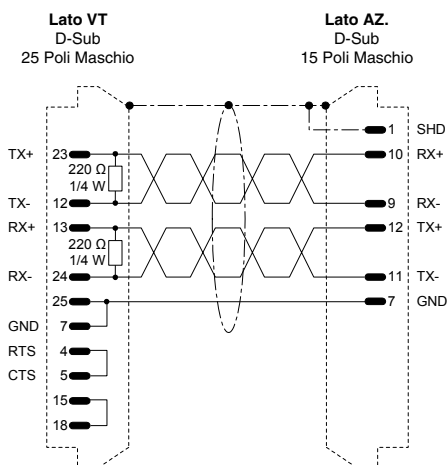 Lato VT
D-Sub
25 Poli Maschio
Lato AZ.
D-Sub
15 Poli Maschio
1 SHD
TX+ 23
10 RX+
220 Ω
1/4 W
TX- 12
9 RX-
RX+ 13
12 TX+
220 Ω
1/4 W
RX- 24
11 TX-
25
7 GND
GND 7
RTS 4
CTS 5
15
18